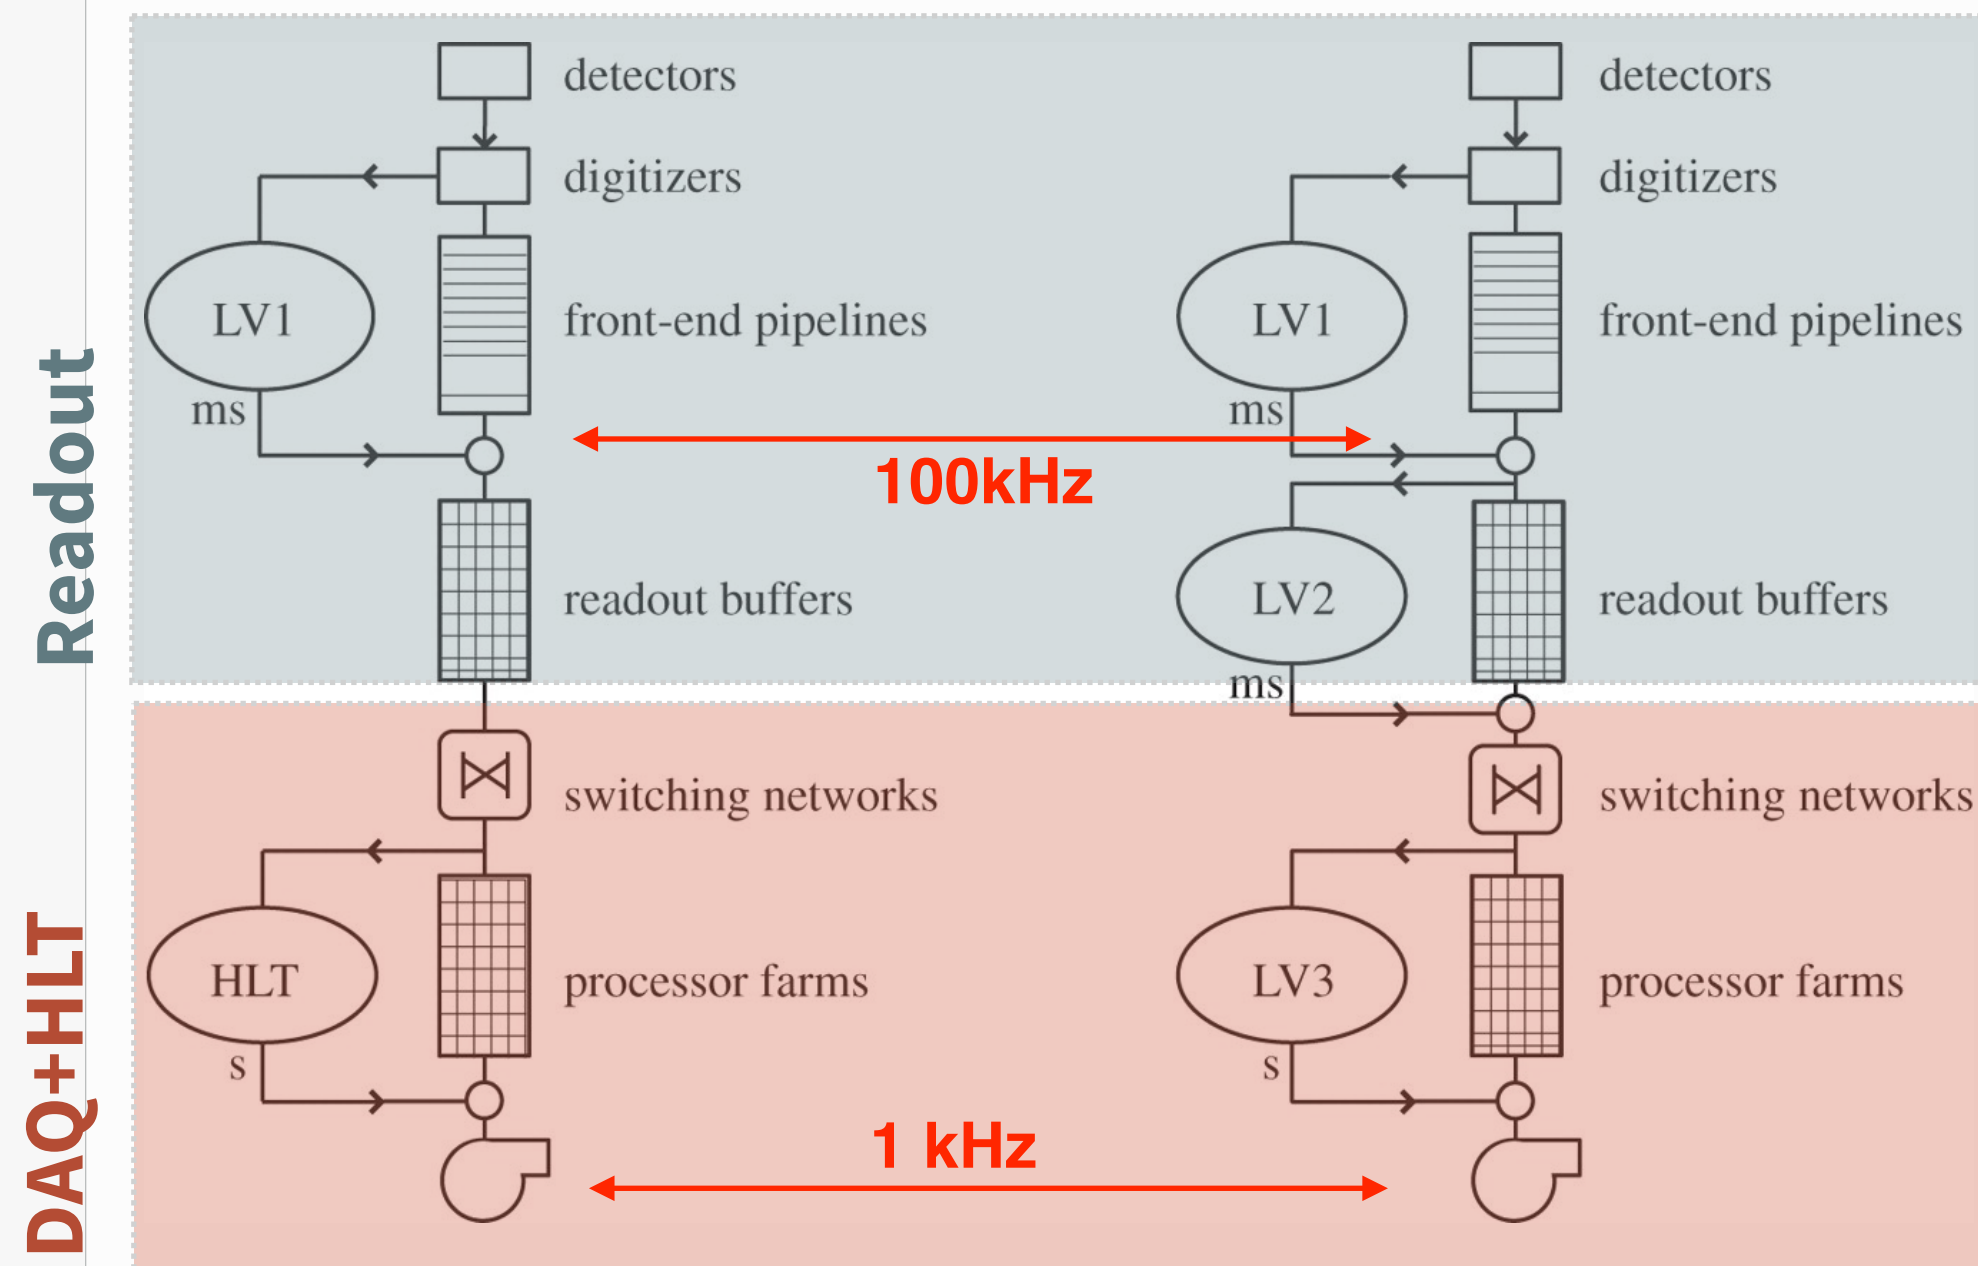 Readout
DAQ+HLT
detectors
digitizers
LV1
front-end pipelines
ms
readout buffers
switching networks
HLT
processor farms
s
100kHz
1 kHz
detectors
digitizers
LV1
front-end pipelines
ms
LV2
readout buffers
ms
switching networks
LV3
processor farms
s